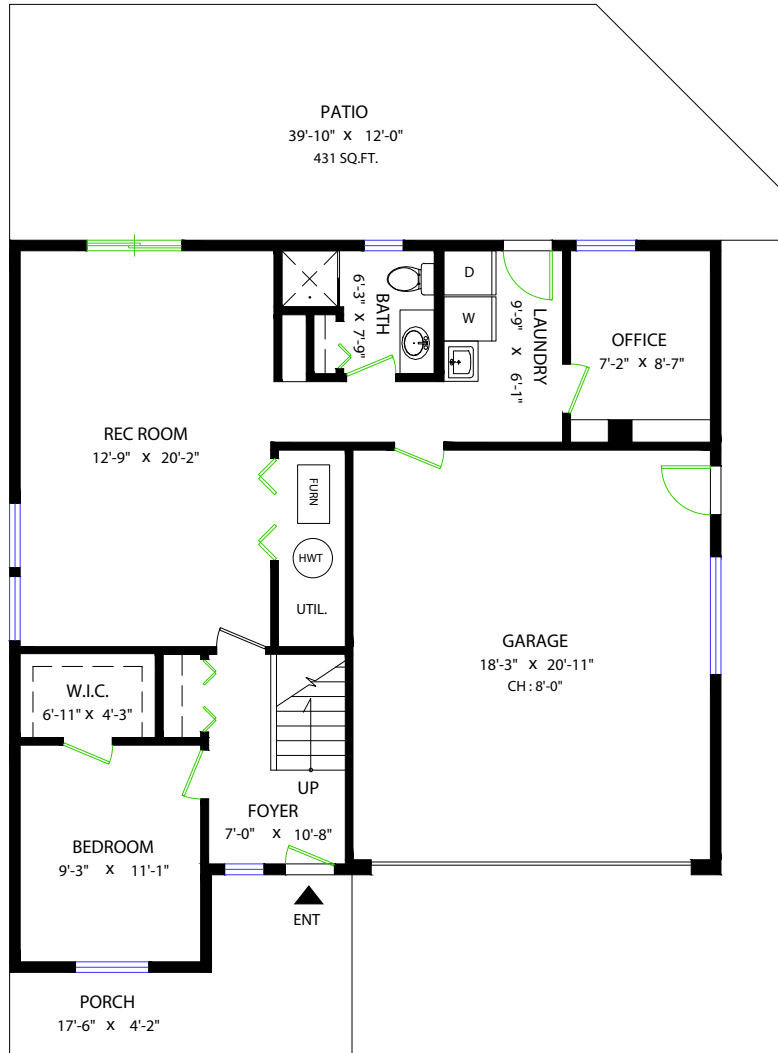 PATIO
39'-10" x 12'-0"
431 SQ.FT.
BATH
6'-3" x 7'-9"
D
W
LAUNDRY
9'-9" x 6'-1"
OFFICE
7'-2" x 8'-7"
REC ROOM
12'-9" x 20'-2"
FURN
HWT
UTIL.
GARAGE
18'-3" x 20'-11"
CH : 8'-0"
W.I.C.
6'-11" x 4'-3"
UP
FOYER
7'-0" x 10'-8"
BEDROOM
9'-3" x 11'-1"
ENT
PORCH
17'-6" x 4'-2"